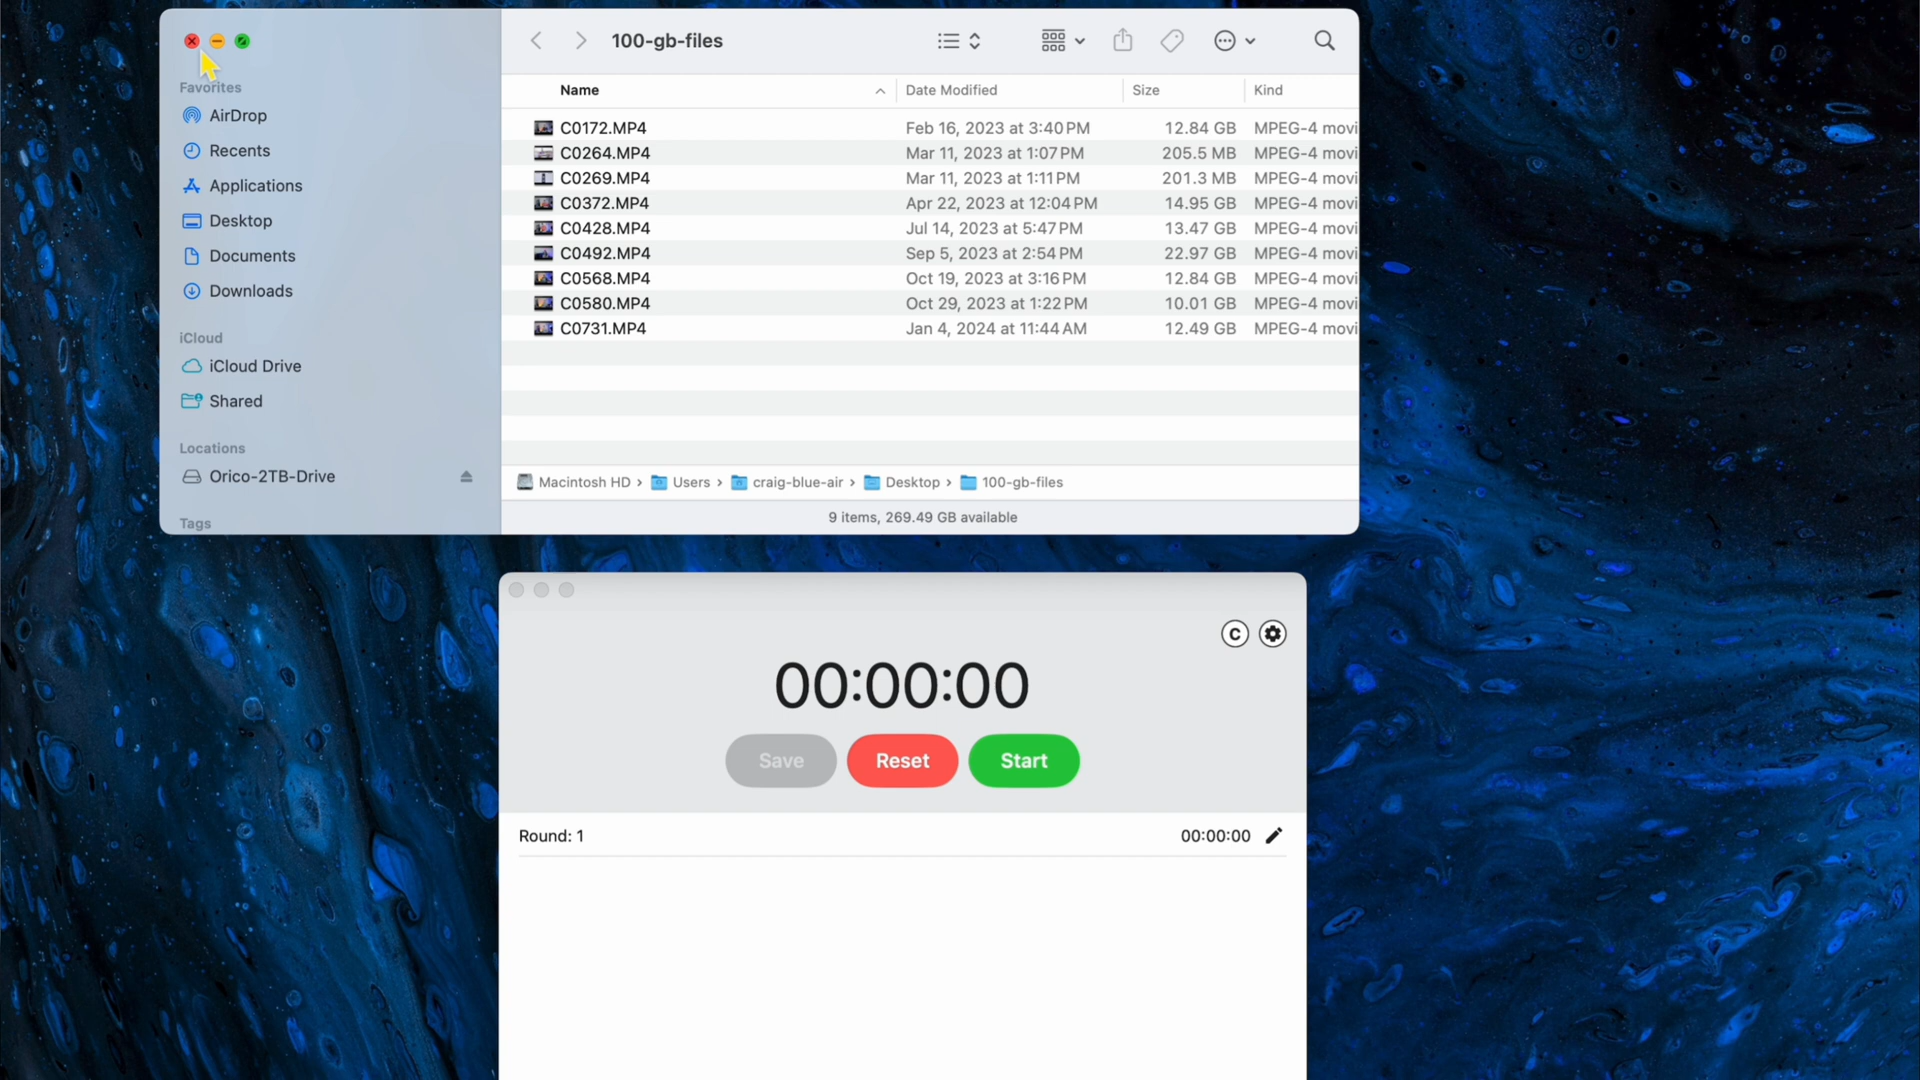 100-gb-files
Favorites
AirDrop
Recents
Applications
Desktop
Documents
Downloads
iCloud
iCloud Drive
Shared
Locations
Orico-2TB-Drive
Tags
Name Date Modified Size Kind
C0172.MP4 Feb 16, 2023 at 3:40 PM 12.84 GB MPEG-4 movi
C0264.MP4 Mar 11, 2023 at 1:07 PM 205.5 MB MPEG-4 movi
C0269.MP4 Mar 11, 2023 at 1:11 PM 201.3 MB MPEG-4 movi
C0372.MP4 Apr 22, 2023 at 12:04 PM 14.95 GB MPEG-4 movi
C0428.MP4 Jul 14, 2023 at 5:47 PM 13.47 GB MPEG-4 movi
C0492.MP4 Sep 5, 2023 at 2:54 PM 22.97 GB MPEG-4 movi
C0568.MP4 Oct 19, 2023 at 3:16 PM 12.84 GB MPEG-4 movi
C0580.MP4 Oct 29, 2023 at 1:22 PM 10.01 GB MPEG-4 movi
C0731.MP4 Jan 4, 2024 at 11:44 AM 12.49 GB MPEG-4 movi
Macintosh HD › Users › craig-blue-air › Desktop › 100-gb-files
9 items, 269.49 GB available
C
00:00:00
Save Reset Start
Round: 1 00:00:00